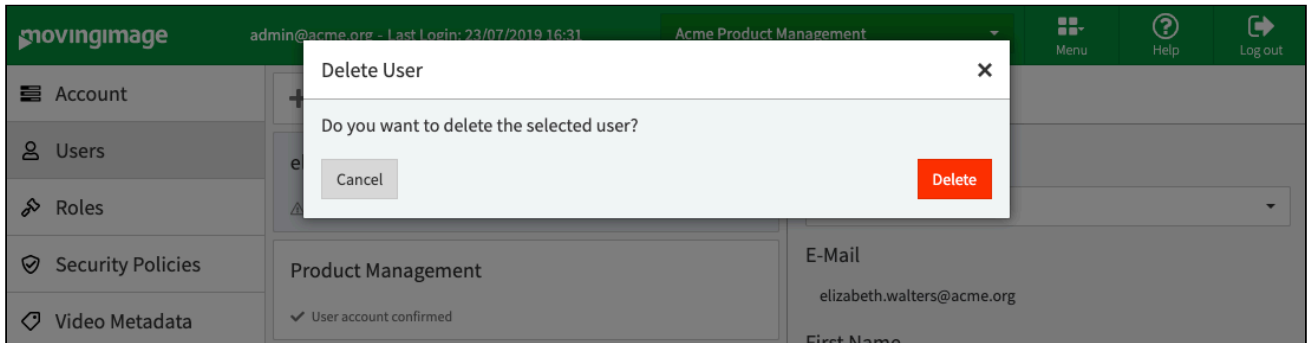 movingimage
admin@acme.org - Last Login: 23/07/2019 16:31
Acme Product Management
Menu
Help
Log out
Account
Users
Roles
Security Policies
Video Metadata
Delete User
Do you want to delete the selected user?
Cancel
Delete
Product Management
User account confirmed
E-Mail
elizabeth.walters@acme.org
First Name